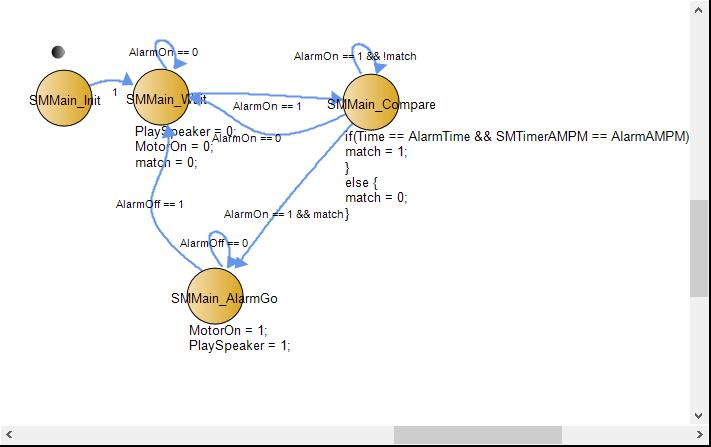 AlarmOn == 0
AlarmOn == 1 && !match
1
SMMain_Init
SMMain_Wait
AlarmOn == 1
SMMain_Compare
PlaySpeaker = 0;
MotorOn = 0;
match = 0;
AlarmOn == 0
if(Time == AlarmTime && SMTimerAMPM == AlarmAMPM)
match = 1;
}
else {
match = 0;
}
AlarmOff == 1
AlarmOn == 1 && match
AlarmOff == 0
SMMain_AlarmGo
MotorOn = 1;
PlaySpeaker = 1;